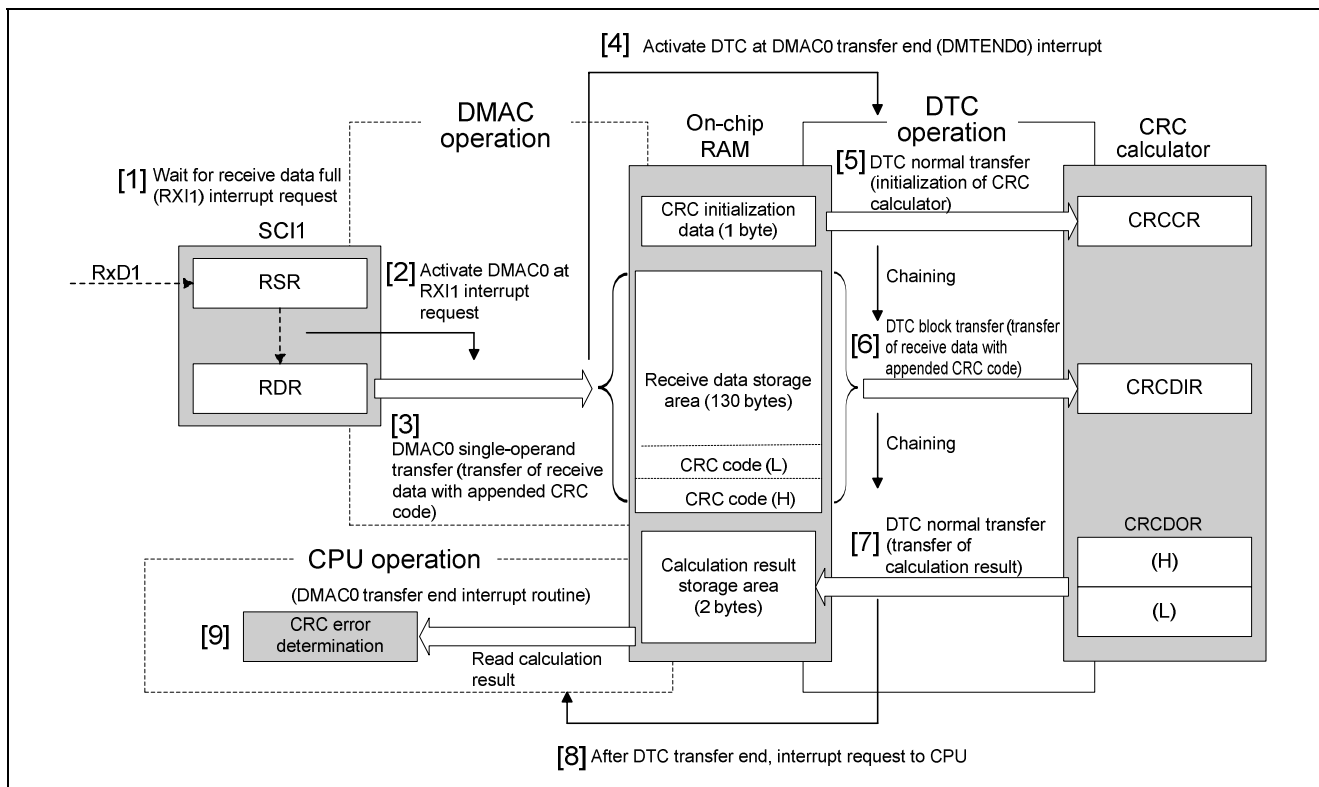 [4] Activate DTC at DMAC0 transfer end (DMTEND0) interrupt
DMAC
operation
On-chip
RAM
DTC
operation
CRC
calculator
[1] Wait for receive data full
(RXI1) interrupt request
[5] DTC normal transfer
(initialization of CRC
calculator)
CRC initialization
data (1 byte)
CRCCR
SCI1
RxD1
RSR
[2] Activate DMAC0 at
RXI1 interrupt
request
Chaining
[6] DTC block transfer (transfer
of receive data with
appended CRC code)
RDR
Receive data storage
area (130 bytes)
CRCDIR
[3]
DMAC0 single-operand
transfer (transfer of receive
data with appended CRC
code)
Chaining
CRC code (L)
CRC code (H)
[7] DTC normal transfer
(transfer of
calculation result)
CRCDOR
(H)
(L)
CPU operation
(DMAC0 transfer end interrupt routine)
Calculation result
storage area
(2 bytes)
[9] CRC error
determination
Read calculation
result
[8] After DTC transfer end, interrupt request to CPU